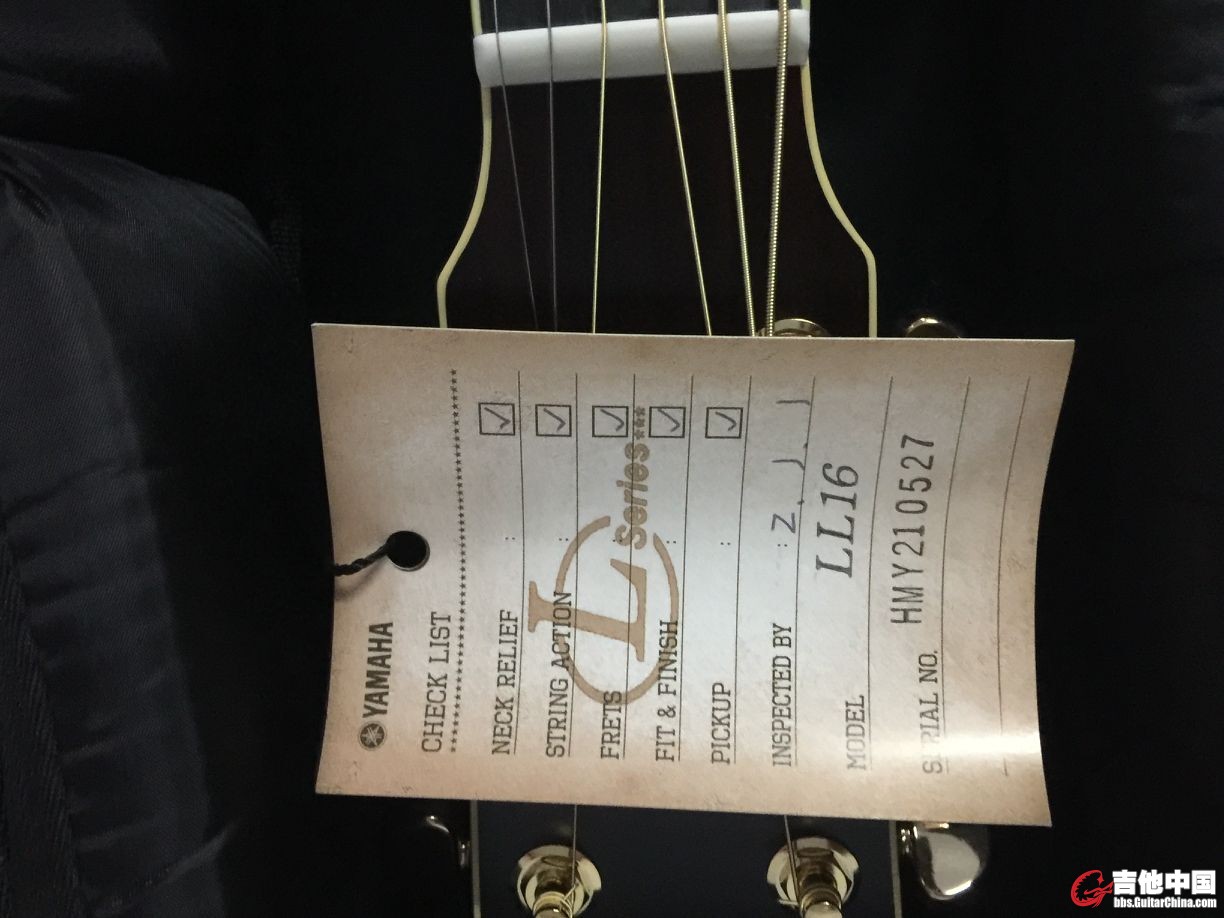 YAMAHA
CHECK LIST
********************************************
NECK RELIEF : ☑
STRING ACTION : ☑
FRETS : ☑
FIT & FINISH : ☑
PICKUP : ☑
INSPECTED BY : Z. J. J
MODEL LL16
SERIAL NO. HMY210527
L Series***
吉他中国
bbs.GuitarChina.com